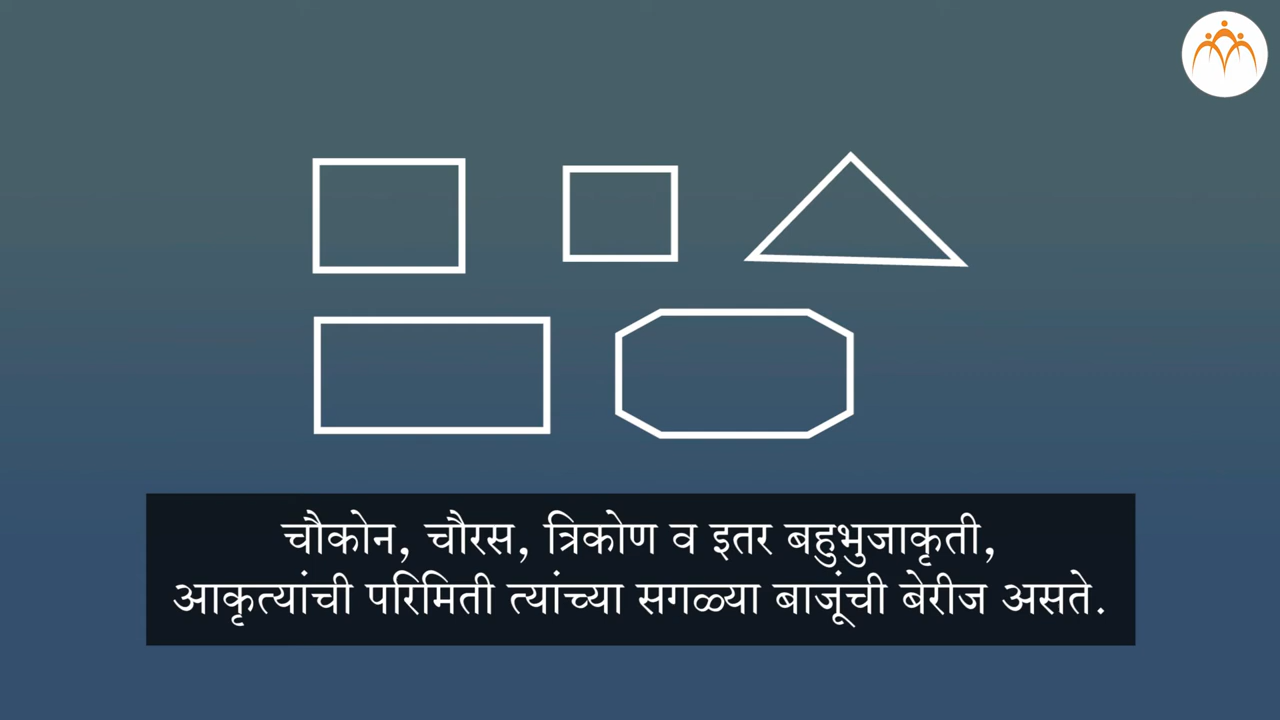 चौकोन, चौरस, त्रिकोण व इतर बहुभुजाकृती,
आकृत्यांची परिमिती त्यांच्या सगळ्या बाजूंची बेरीज असते.